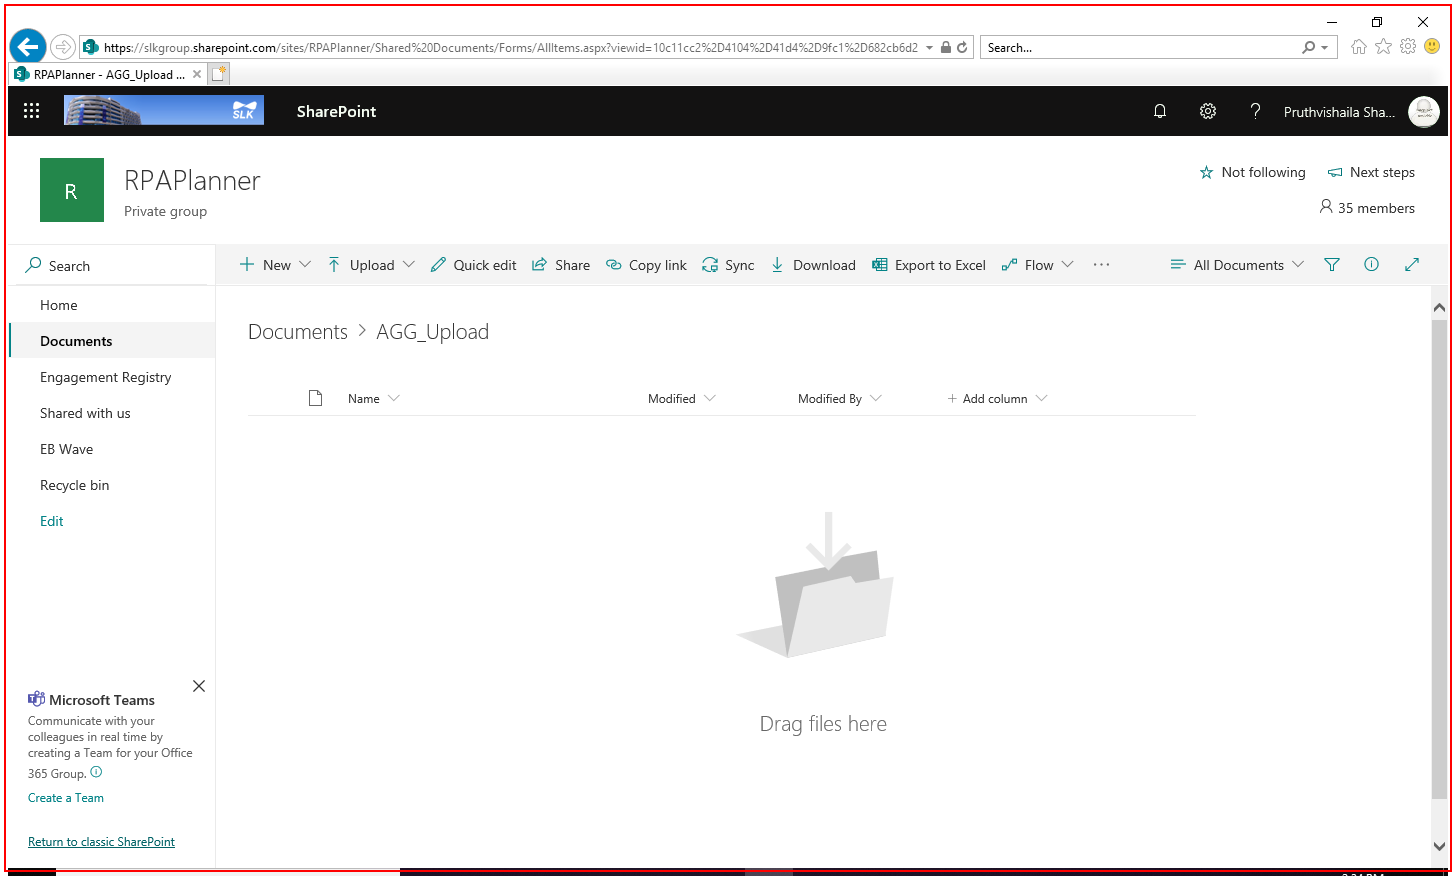 https://slkgroup.sharepoint.com/sites/RPAPlanner/Shared%20Documents/Forms/AllItems.aspx?viewid=10c11cc2%2D4104%2D41d4%2D9fc1%2D682cb6d2
Search...
RPAPlanner - AGG_Upload ...
SLK
SharePoint
?
Pruthvishaila Sha...
R
RPAPlanner
Private group
Not following
Next steps
35 members
Search
New
Upload
Quick edit
Share
Copy link
Sync
Download
Export to Excel
Flow
...
All Documents
Home
Documents
Engagement Registry
Shared with us
EB Wave
Recycle bin
Edit
Documents > AGG_Upload
Name
Modified
Modified By
+ Add column
Drag files here
Microsoft Teams
Communicate with your
colleagues in real time by
creating a Team for your Office
365 Group.
Create a Team
Return to classic SharePoint